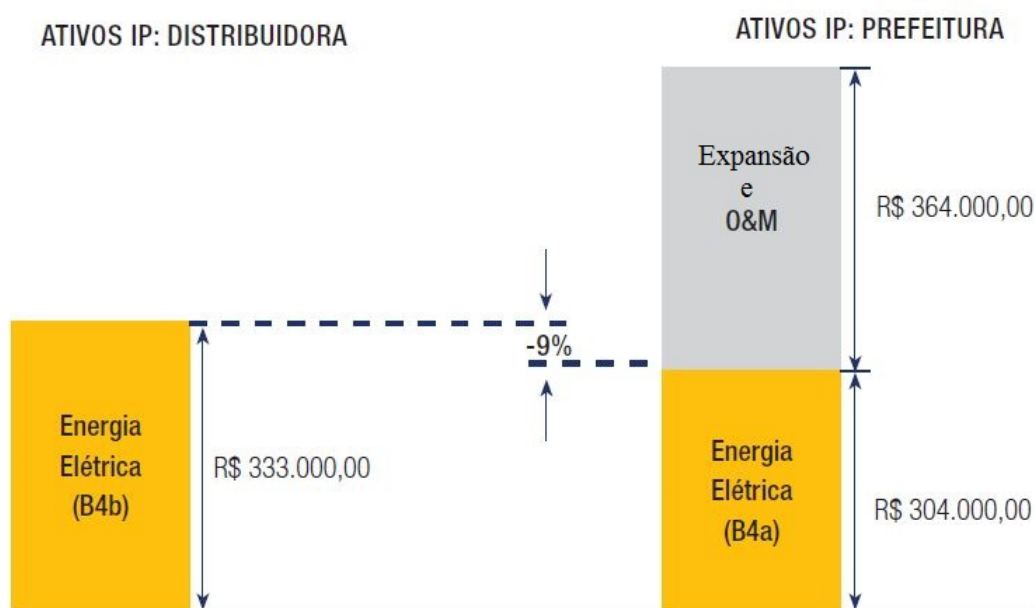 ATIVOS IP: DISTRIBUIDORA
ATIVOS IP: PREFEITURA
Expansão
e
O&M
R$ 364.000,00
-9%
Energia
Elétrica
(B4b)
R$ 333.000,00
Energia
Elétrica
(B4a)
R$ 304.000,00